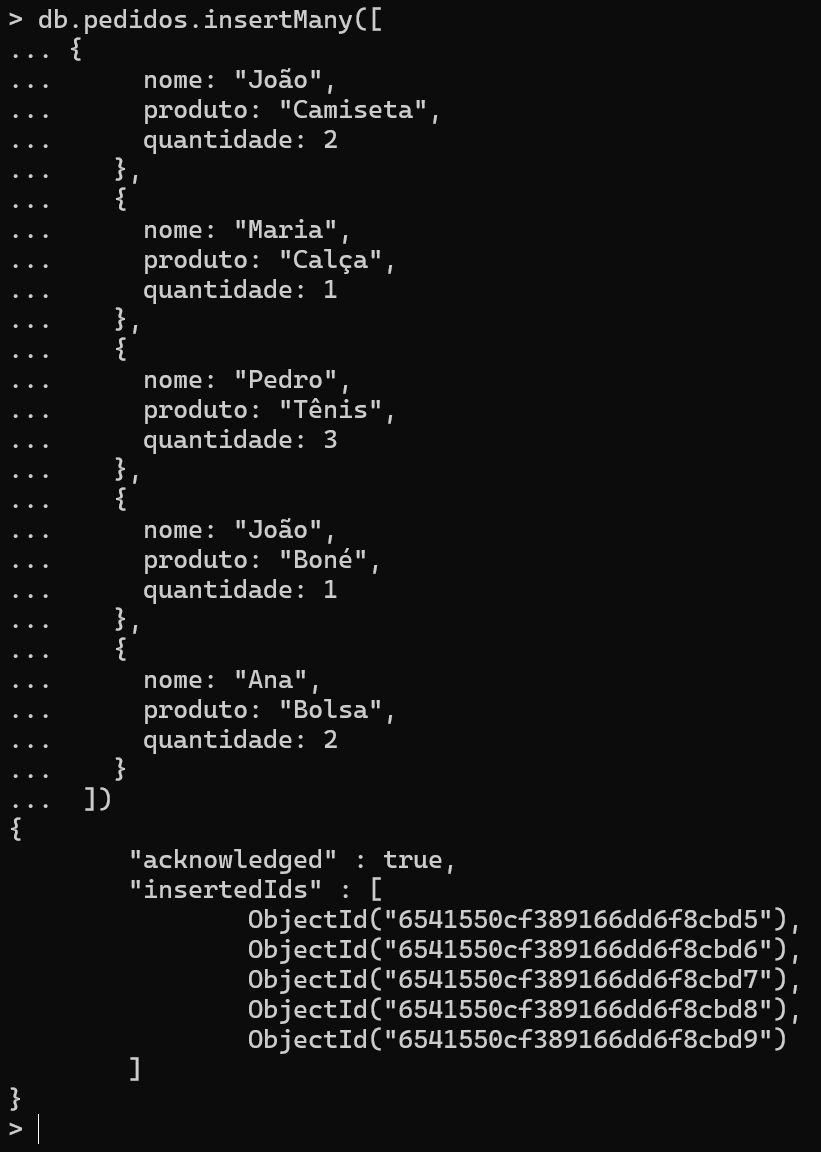 > db.pedidos.insertMany([
... {
...      nome: "João",
...      produto: "Camiseta",
...      quantidade: 2
...    },
...    {
...      nome: "Maria",
...      produto: "Calça",
...      quantidade: 1
...    },
...    {
...      nome: "Pedro",
...      produto: "Tênis",
...      quantidade: 3
...    },
...    {
...      nome: "João",
...      produto: "Boné",
...      quantidade: 1
...    },
...    {
...      nome: "Ana",
...      produto: "Bolsa",
...      quantidade: 2
...    }
...  ])
{
        "acknowledged" : true,
        "insertedIds" : [
                ObjectId("6541550cf389166dd6f8cbd5"),
                ObjectId("6541550cf389166dd6f8cbd6"),
                ObjectId("6541550cf389166dd6f8cbd7"),
                ObjectId("6541550cf389166dd6f8cbd8"),
                ObjectId("6541550cf389166dd6f8cbd9")
        ]
}
>